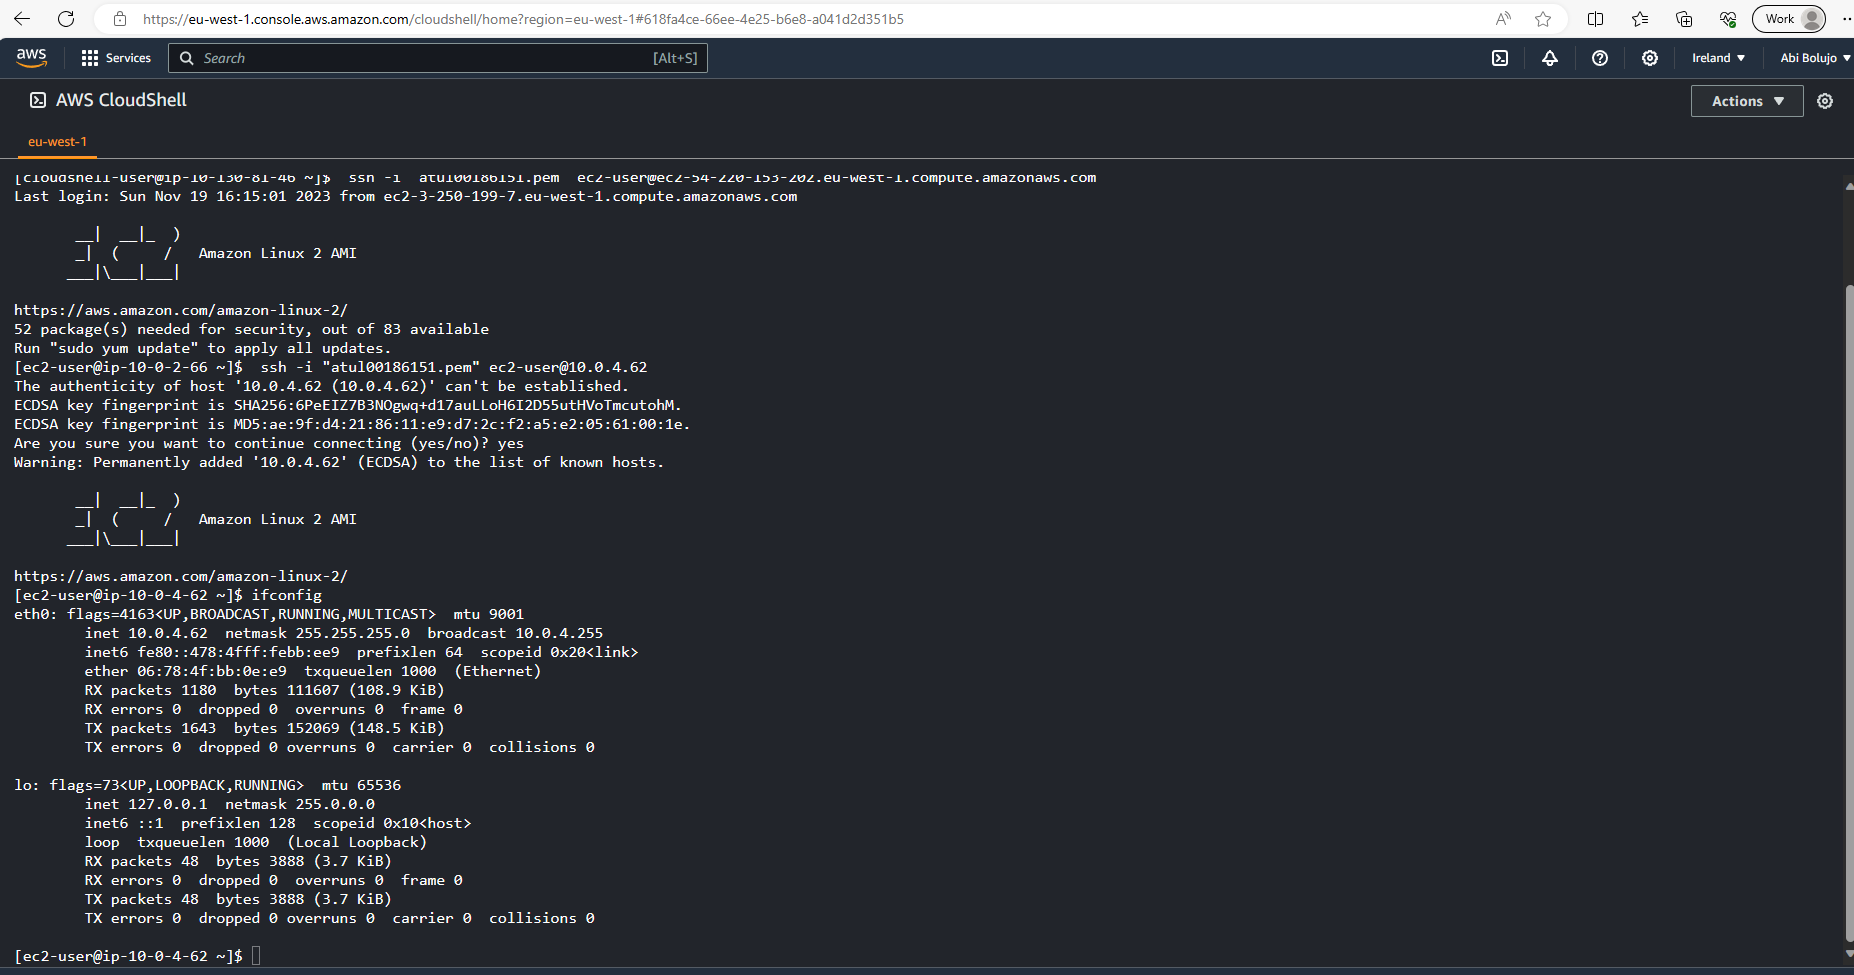 https://eu-west-1.console.aws.amazon.com/cloudshell/home?region=eu-west-1#618fa4ce-66ee-4e25-b6e8-a041d2d351b5
Work
aws
Services
Search
[Alt+S]
Ireland
Abi Bolujo
AWS CloudShell
Actions
eu-west-1
[cloudshell-user@ip-10-130-81-46 ~]$  ssh -i  atul00186151.pem  ec2-user@ec2-54-220-153-202.eu-west-1.compute.amazonaws.com
Last login: Sun Nov 19 16:15:01 2023 from ec2-3-250-199-7.eu-west-1.compute.amazonaws.com
       __|  __|_  )
       _|  (     /   Amazon Linux 2 AMI
      ___|\___|___|
https://aws.amazon.com/amazon-linux-2/
52 package(s) needed for security, out of 83 available
Run "sudo yum update" to apply all updates.
[ec2-user@ip-10-0-2-66 ~]$  ssh -i "atul00186151.pem" ec2-user@10.0.4.62
The authenticity of host '10.0.4.62 (10.0.4.62)' can't be established.
ECDSA key fingerprint is SHA256:6PeEIZ7B3NOgwq+d17auLLoH6I2D55utHVoTmcutohM.
ECDSA key fingerprint is MD5:ae:9f:d4:21:86:11:e9:d7:2c:f2:a5:e2:05:61:00:1e.
Are you sure you want to continue connecting (yes/no)? yes
Warning: Permanently added '10.0.4.62' (ECDSA) to the list of known hosts.
       __|  __|_  )
       _|  (     /   Amazon Linux 2 AMI
      ___|\___|___|
https://aws.amazon.com/amazon-linux-2/
[ec2-user@ip-10-0-4-62 ~]$ ifconfig
eth0: flags=4163<UP,BROADCAST,RUNNING,MULTICAST>  mtu 9001
        inet 10.0.4.62  netmask 255.255.255.0  broadcast 10.0.4.255
        inet6 fe80::478:4fff:febb:ee9  prefixlen 64  scopeid 0x20<link>
        ether 06:78:4f:bb:0e:e9  txqueuelen 1000  (Ethernet)
        RX packets 1180  bytes 111607 (108.9 KiB)
        RX errors 0  dropped 0  overruns 0  frame 0
        TX packets 1643  bytes 152069 (148.5 KiB)
        TX errors 0  dropped 0 overruns 0  carrier 0  collisions 0
lo: flags=73<UP,LOOPBACK,RUNNING>  mtu 65536
        inet 127.0.0.1  netmask 255.0.0.0
        inet6 ::1  prefixlen 128  scopeid 0x10<host>
        loop  txqueuelen 1000  (Local Loopback)
        RX packets 48  bytes 3888 (3.7 KiB)
        RX errors 0  dropped 0  overruns 0  frame 0
        TX packets 48  bytes 3888 (3.7 KiB)
        TX errors 0  dropped 0 overruns 0  carrier 0  collisions 0
[ec2-user@ip-10-0-4-62 ~]$